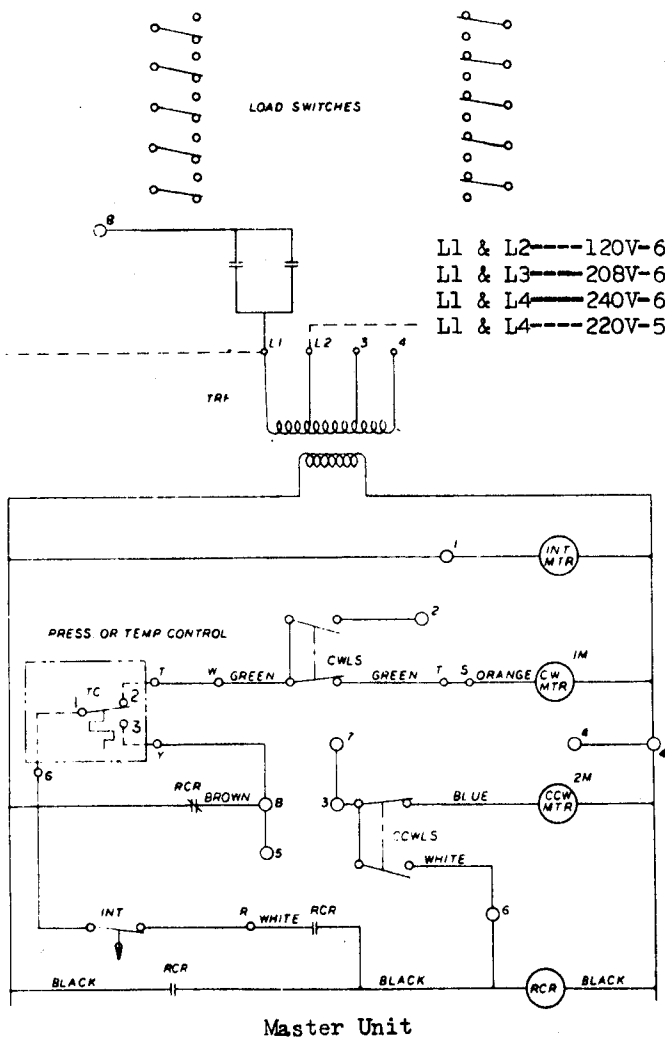 LOAD SWITCHES
8
L1 & L2----120V-6
L1 & L3----208V-6
L1 & L4----240V-6
L1 & L4----220V-5
L1 L2 3 4
1
INT MTR
PRESS. OR TEMP CONTROL
2
CWLS
T W GREEN GREEN T S ORANGE CW MTR 1M
TC 2
3
Y
7
4
4
6
RCR BROWN 8
3 BLUE CCW MTR 2M
5
CCWLS
WHITE
6
INT R WHITE RCR
BLACK RCR BLACK RCR BLACK
Master Unit